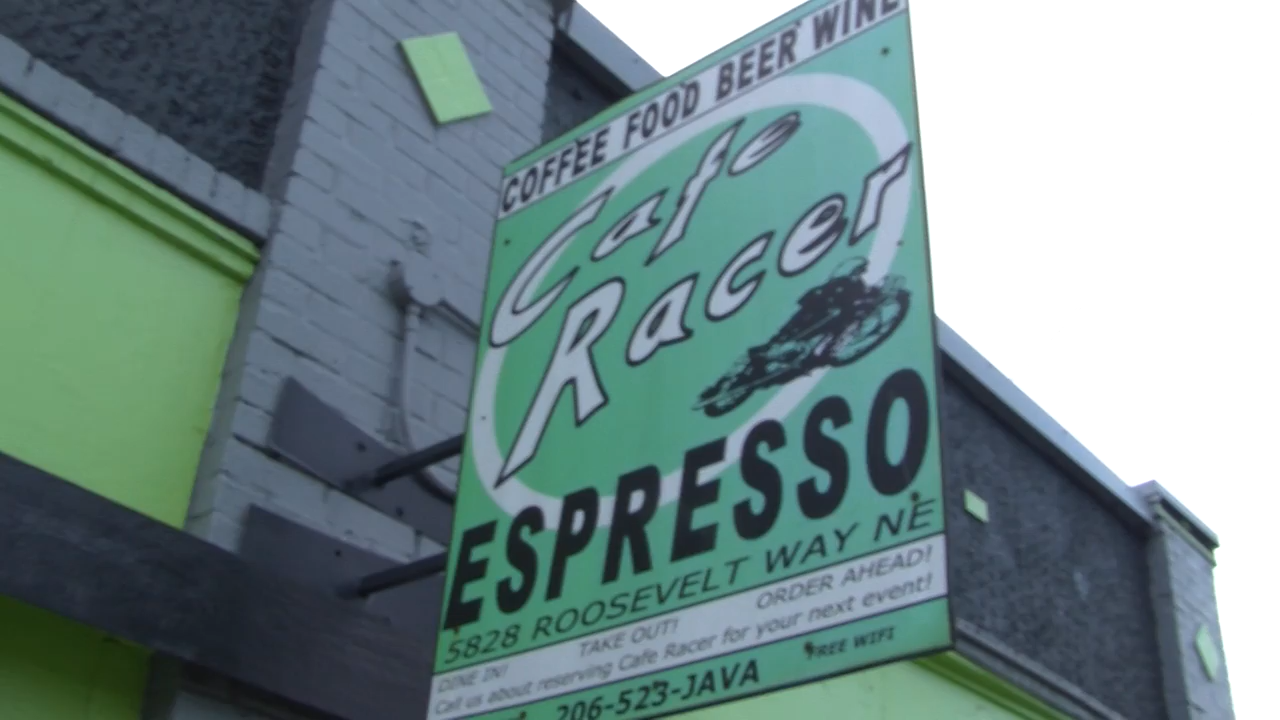 COFFEE FOOD BEER WINE
Cafe
Racer
ESPRESSO
5828 ROOSEVELT WAY NE
DINE IN! TAKE OUT! ORDER AHEAD!
Call us about reserving Cafe Racer for your next event!
206-523-JAVA FREE WIFI